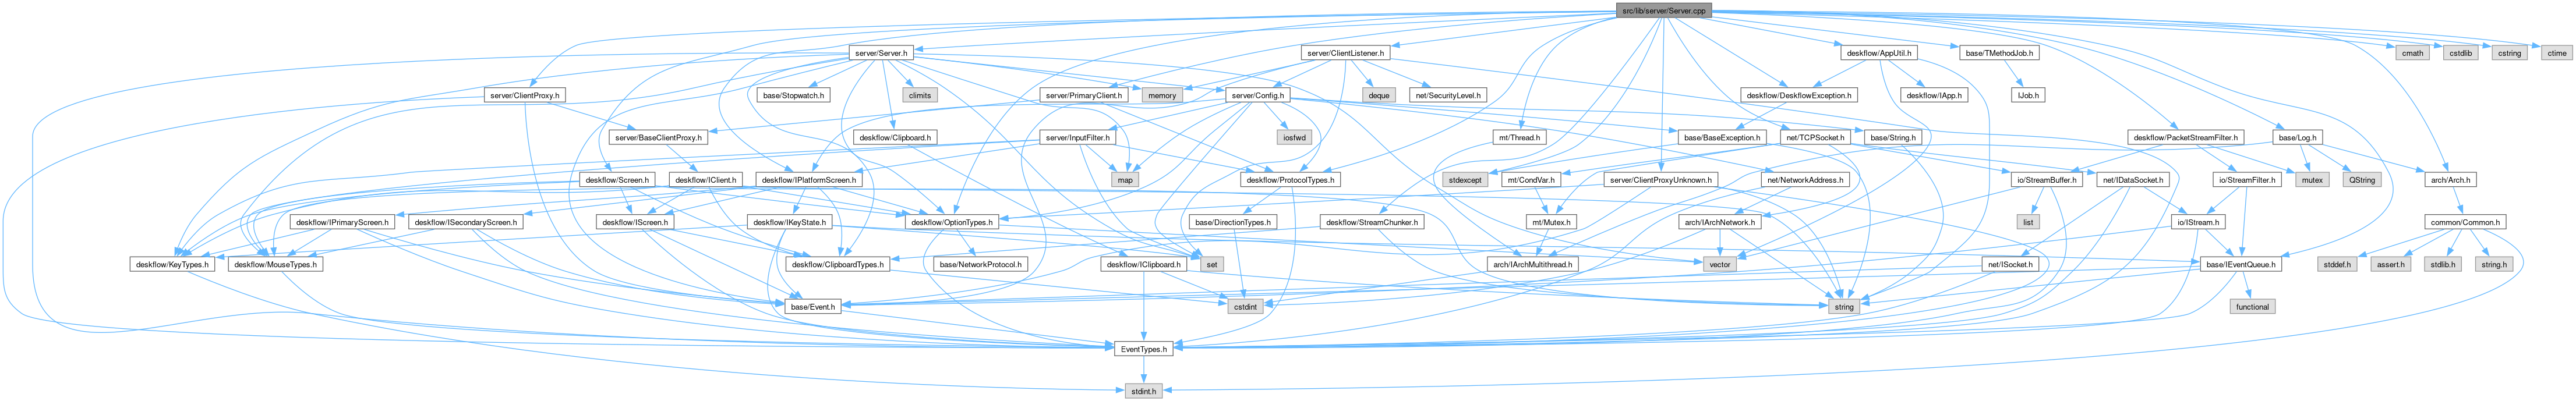 src/lib/server/Server.cpp
server/Server.h
server/ClientListener.h
deskflow/AppUtil.h
base/TMethodJob.h
cmath
cstdlib
cstring
ctime
server/ClientProxy.h
base/Stopwatch.h
climits
server/PrimaryClient.h
memory
server/Config.h
deque
net/SecurityLevel.h
deskflow/DeskflowException.h
deskflow/IApp.h
IJob.h
server/BaseClientProxy.h
deskflow/Clipboard.h
server/InputFilter.h
iosfwd
mt/Thread.h
base/BaseException.h
net/TCPSocket.h
base/String.h
deskflow/PacketStreamFilter.h
base/Log.h
deskflow/Screen.h
deskflow/IClient.h
deskflow/IPlatformScreen.h
map
deskflow/ProtocolTypes.h
stdexcept
mt/CondVar.h
server/ClientProxyUnknown.h
net/NetworkAddress.h
io/StreamBuffer.h
net/IDataSocket.h
io/StreamFilter.h
mutex
QString
arch/Arch.h
deskflow/IPrimaryScreen.h
deskflow/ISecondaryScreen.h
deskflow/IScreen.h
deskflow/IKeyState.h
deskflow/OptionTypes.h
base/DirectionTypes.h
deskflow/StreamChunker.h
mt/Mutex.h
arch/IArchNetwork.h
list
io/IStream.h
common/Common.h
deskflow/KeyTypes.h
deskflow/MouseTypes.h
deskflow/ClipboardTypes.h
base/NetworkProtocol.h
deskflow/IClipboard.h
set
arch/IArchMultithread.h
vector
net/ISocket.h
base/IEventQueue.h
stddef.h
assert.h
stdlib.h
string.h
base/Event.h
cstdint
string
functional
EventTypes.h
stdint.h